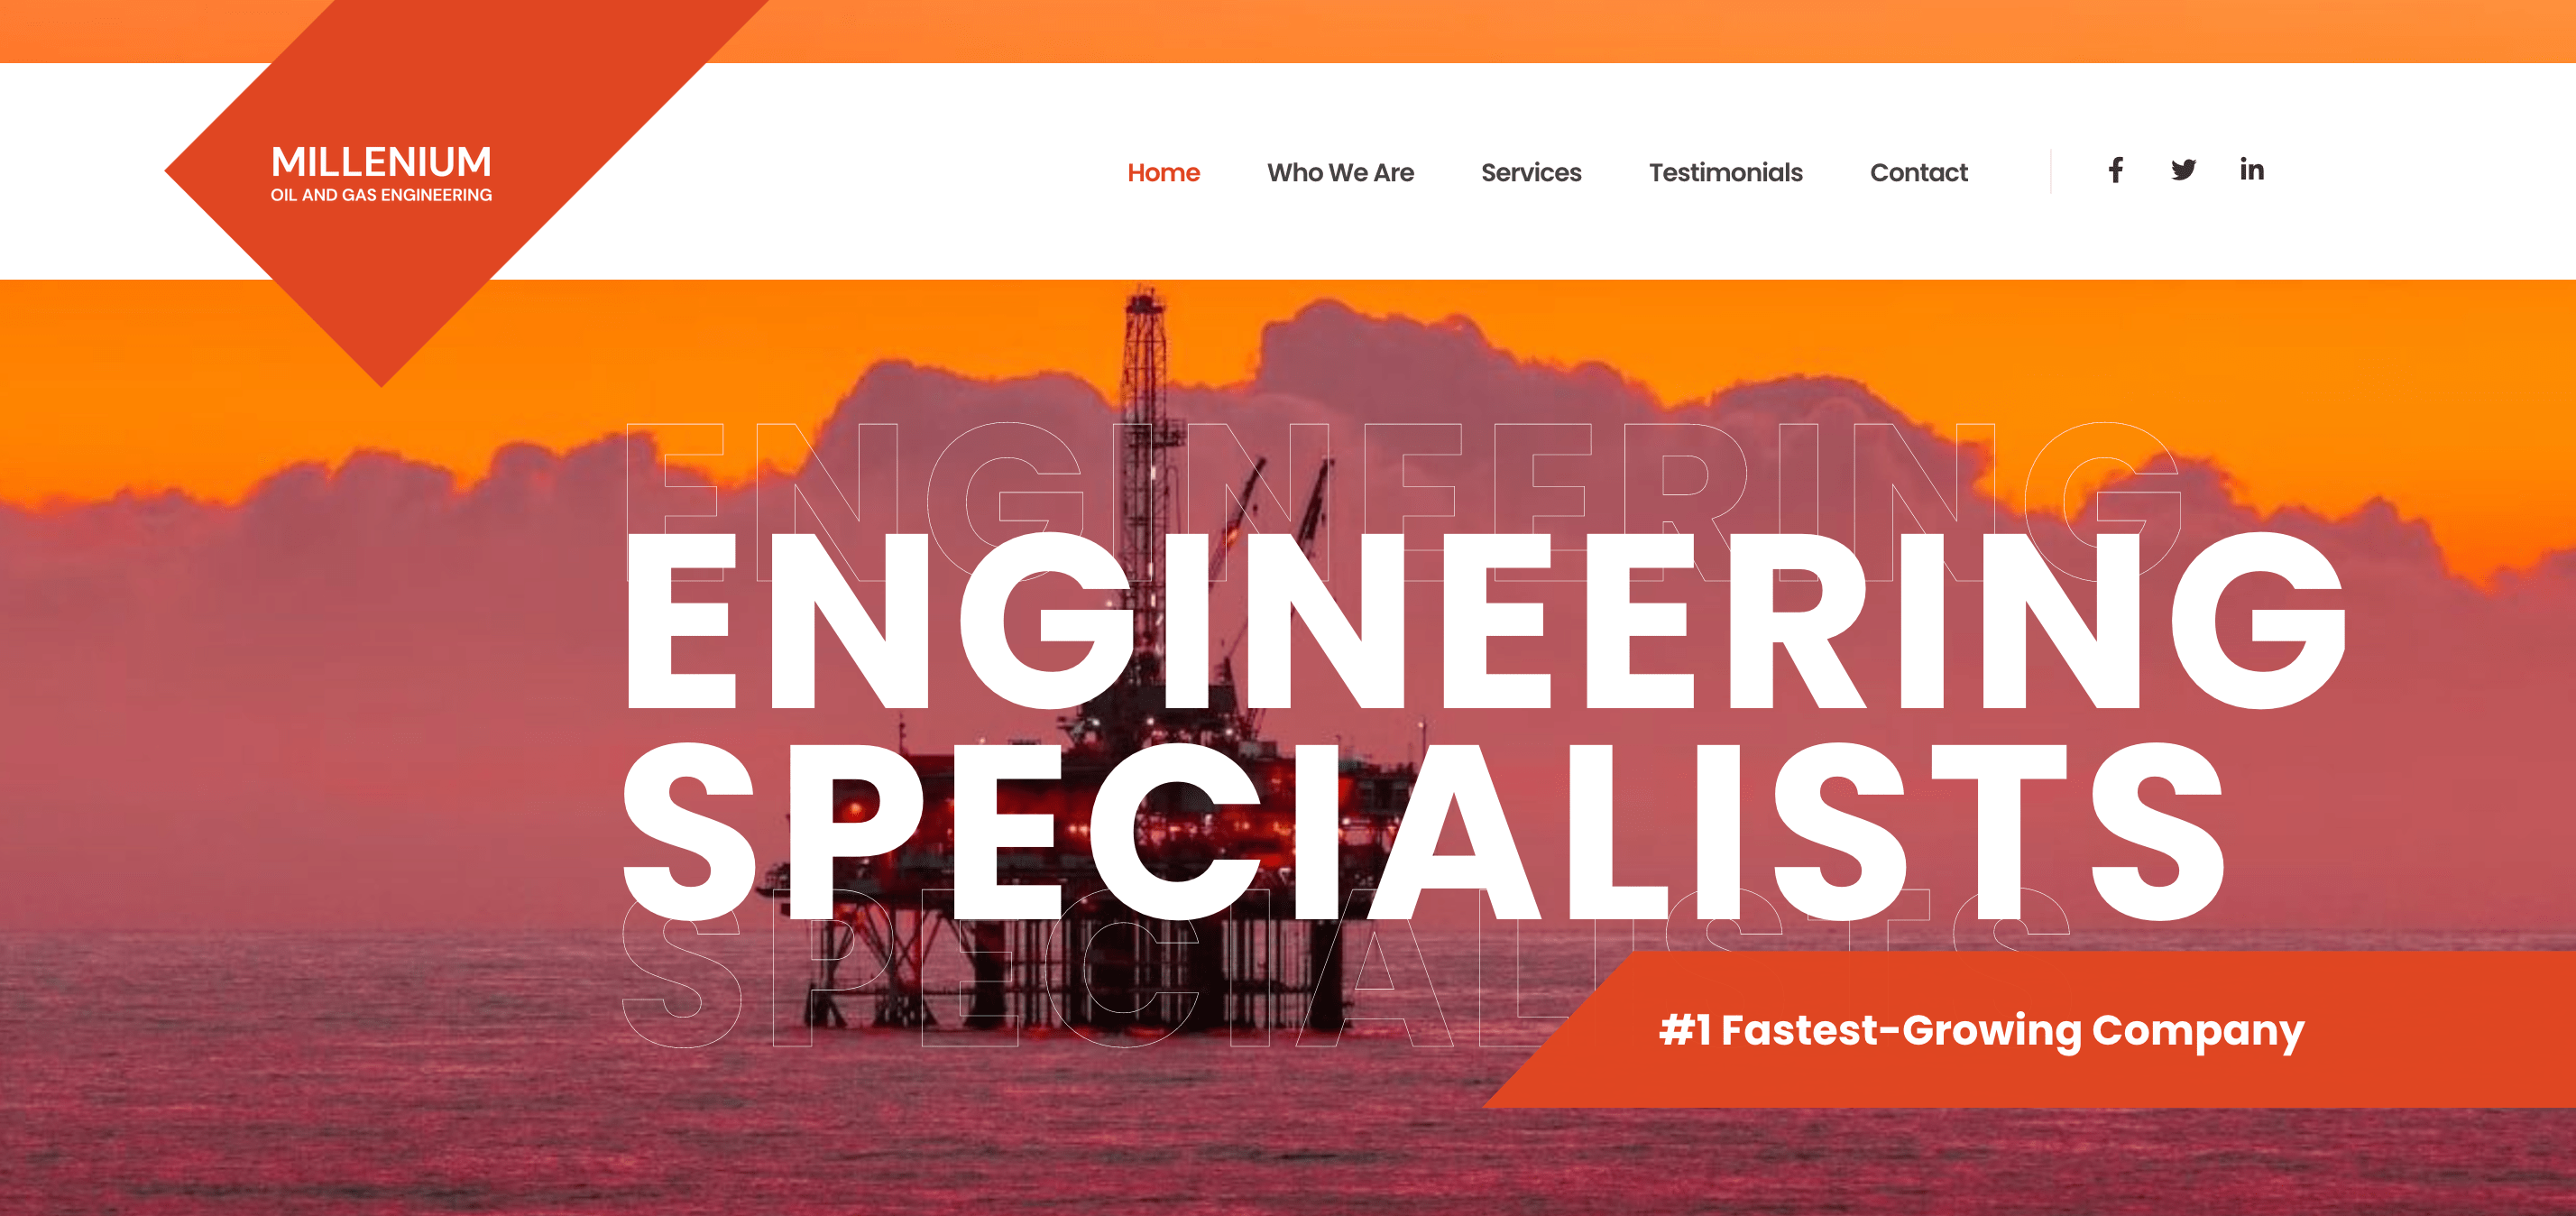 MILLENIUM
OIL AND GAS ENGINEERING
Home Who We Are Services Testimonials Contact
ENGINEERING
ENGINEERING
SPECIALISTS
SPECIALISTS
#1 Fastest-Growing Company